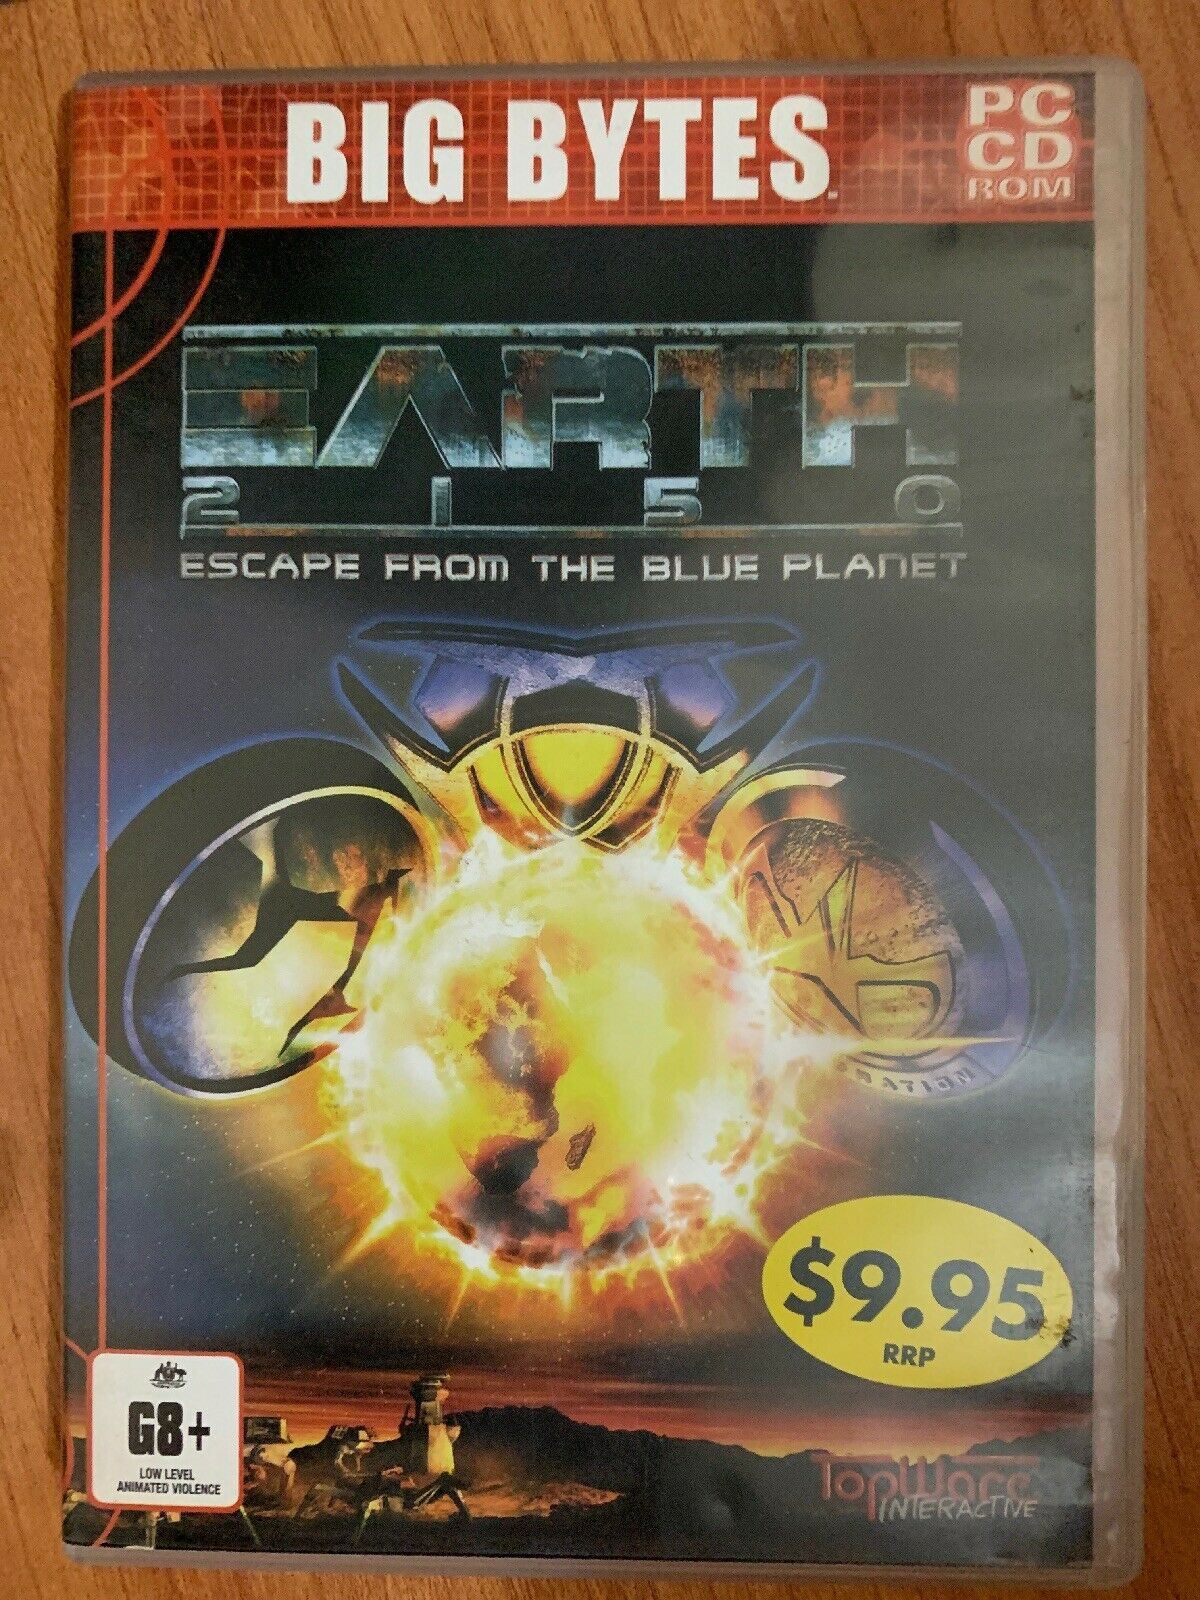 BIG BYTES™
PC
CD
ROM
EARTH
2150
ESCAPE FROM THE BLUE PLANET
$9.95
RRP
G8+
LOW LEVEL
ANIMATED VIOLENCE
TopWare
INTERACTIVE